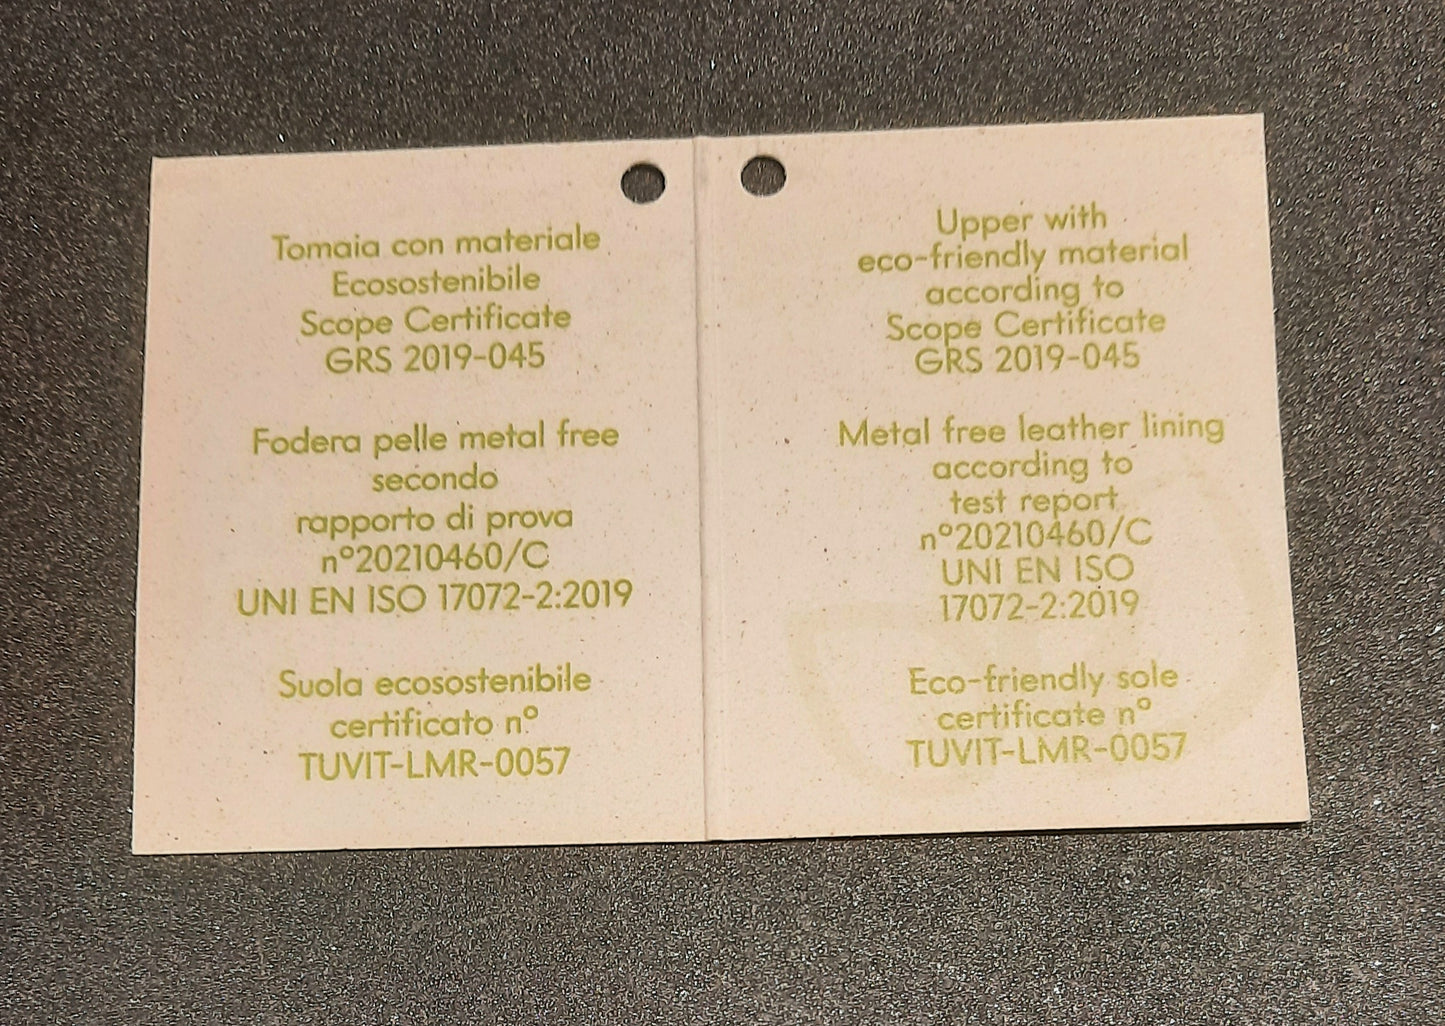 Tomaia con materiale
Ecosostenibile
Scope Certificate
GRS 2019-045
Fodera pelle metal free
secondo
rapporto di prova
n°20210460/C
UNI EN ISO 17072-2:2019
Suola ecosostenibile
certificato n°
TUVIT-LMR-0057
Upper with
eco-friendly material
according to
Scope Certificate
GRS 2019-045
Metal free leather lining
according to
test report
n°20210460/C
UNI EN ISO
17072-2:2019
Eco-friendly sole
certificate n°
TUVIT-LMR-0057